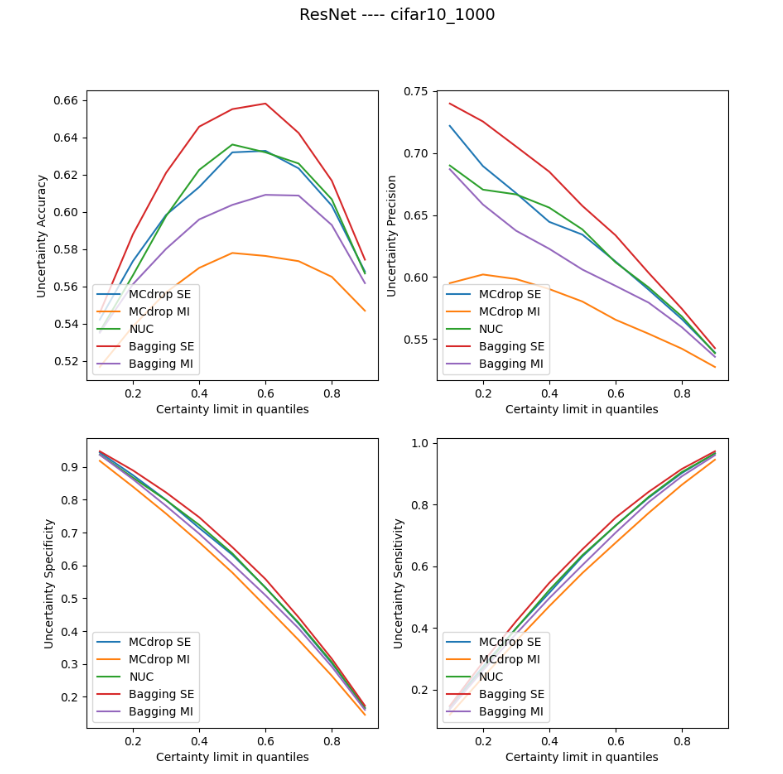 ResNet ---- cifar10_1000
Uncertainty Accuracy
0.66
0.64
0.62
0.60
0.58
0.56
0.54
0.52
MCdrop SE
MCdrop MI
NUC
Bagging SE
Bagging MI
0.2 0.4 0.6 0.8
Certainty limit in quantiles
Uncertainty Precision
0.75
0.70
0.65
0.60
0.55
MCdrop SE
MCdrop MI
NUC
Bagging SE
Bagging MI
0.2 0.4 0.6 0.8
Certainty limit in quantiles
Uncertainty Specificity
0.9
0.8
0.7
0.6
0.5
0.4
0.3
0.2
MCdrop SE
MCdrop MI
NUC
Bagging SE
Bagging MI
0.2 0.4 0.6 0.8
Certainty limit in quantiles
Uncertainty Sensitivity
1.0
0.8
0.6
0.4
0.2
MCdrop SE
MCdrop MI
NUC
Bagging SE
Bagging MI
0.2 0.4 0.6 0.8
Certainty limit in quantiles